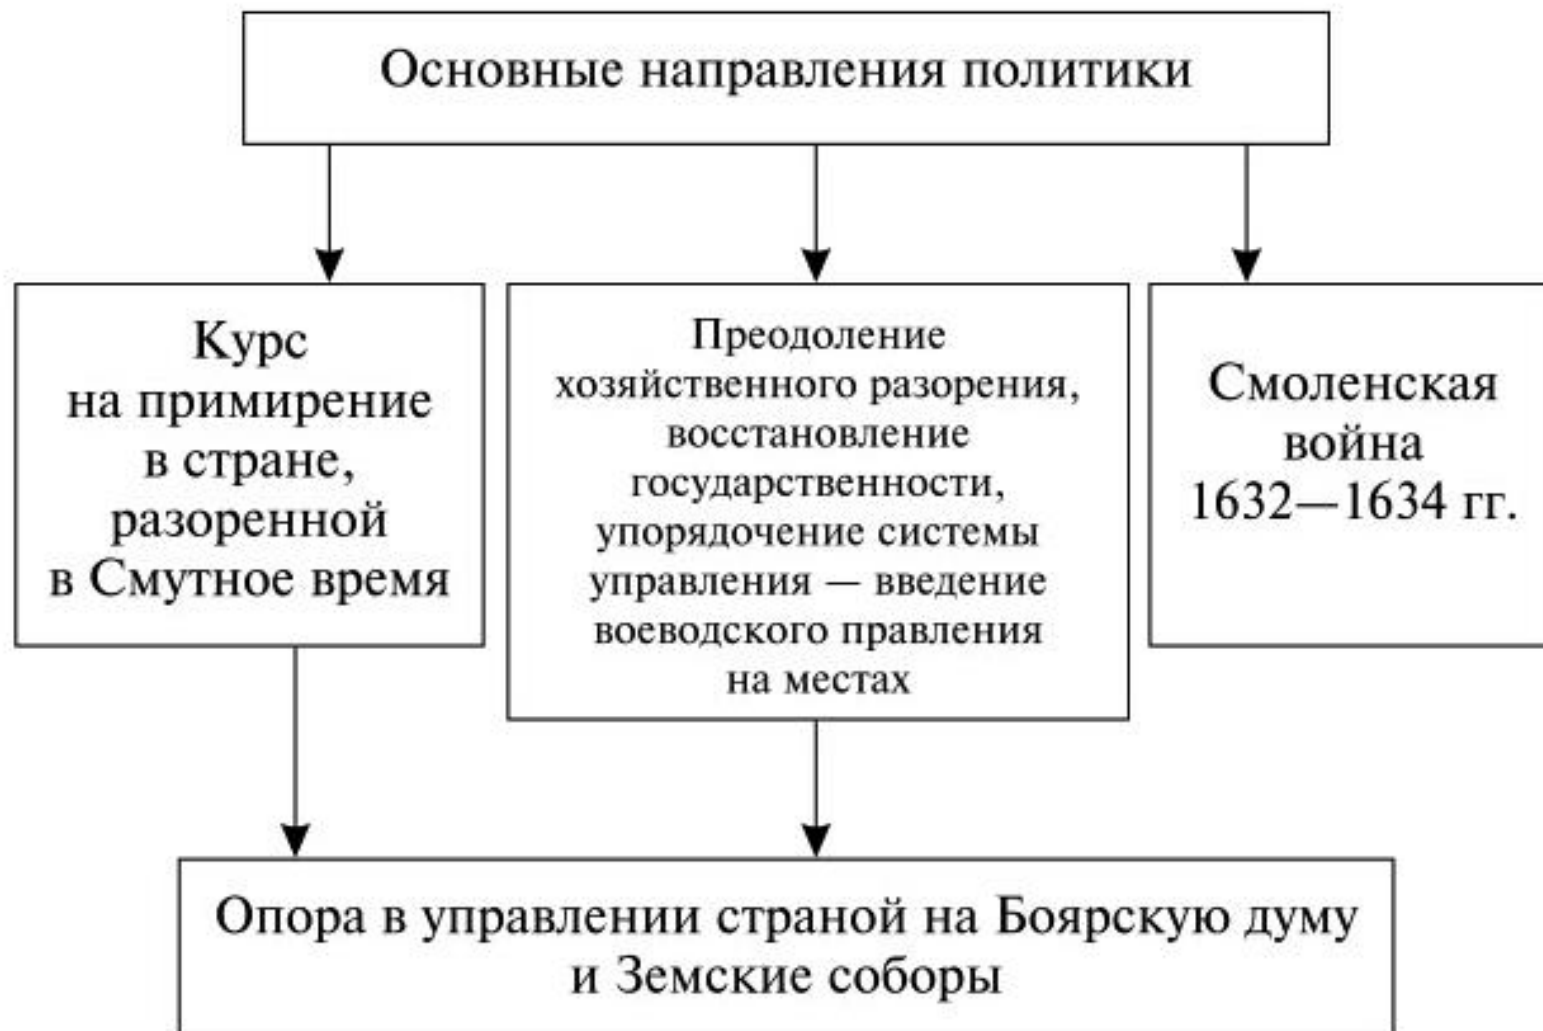 Основные направления политики
Курс
на примирение
в стране,
разоренной
в Смутное время
Преодоление
хозяйственного разорения,
восстановление
государственности,
упорядочение системы
управления — введение
воеводского правления
на местах
Смоленская
война
1632—1634 гг.
Опора в управлении страной на Боярскую думу
и Земские соборы